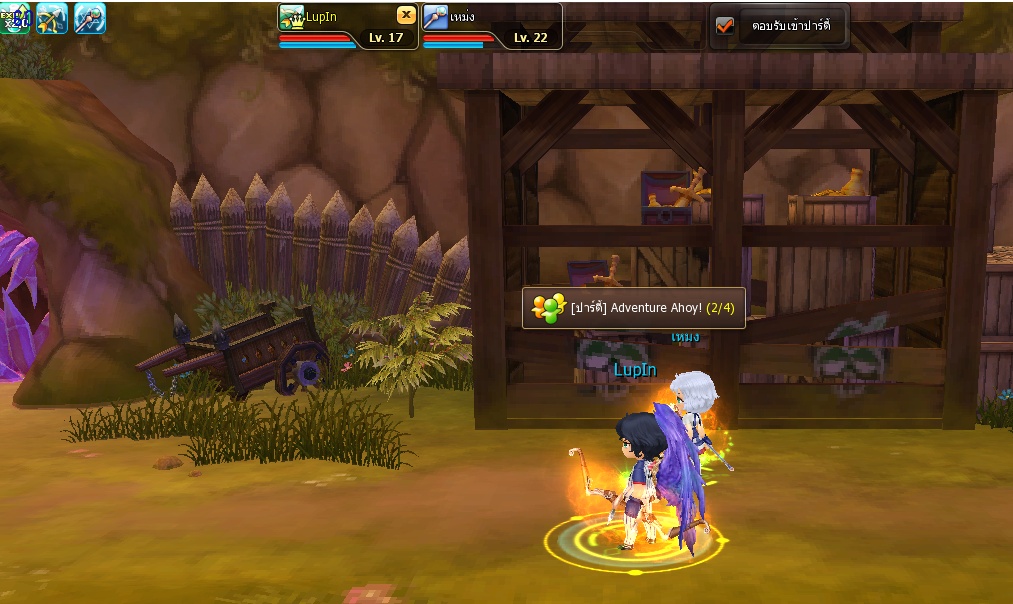 LupIn
Lv. 17
เหม่ง
Lv. 22
ตอบรับเข้าปาร์ตี้
[ปาร์ตี้] Adventure Ahoy! (2/4)
เหม่ง
LupIn